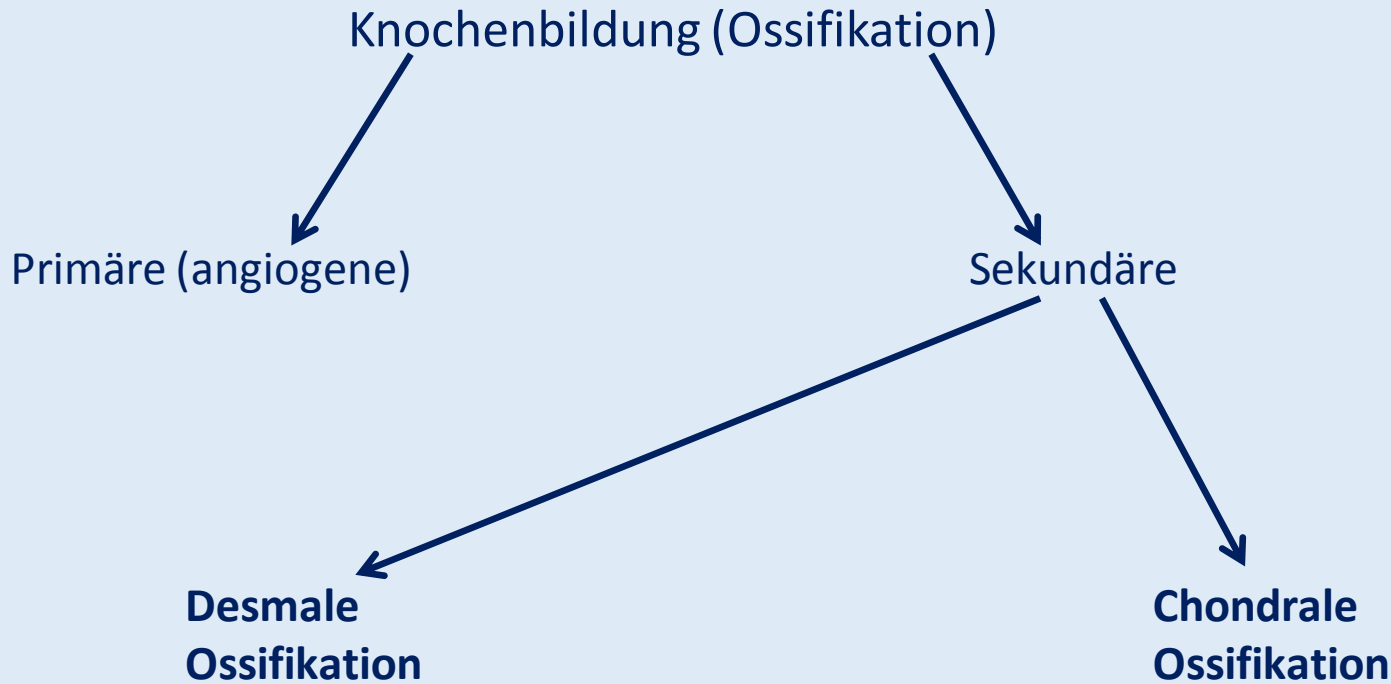 Knochenbildung (Ossifikation)
Primäre (angiogene)
Sekundäre
Desmale
Ossifikation
Chondrale
Ossifikation